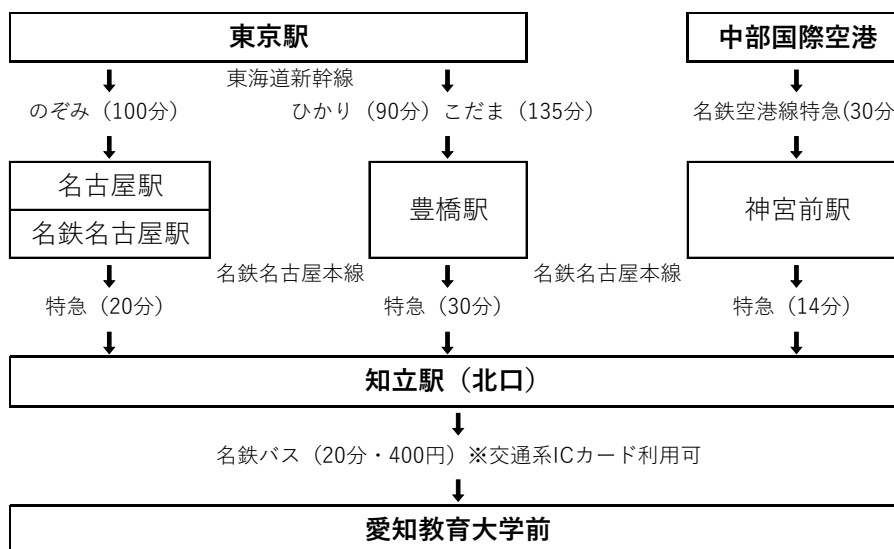 東京駅 中部国際空港
東海道新幹線
のぞみ（100分） ひかり（90分）こだま（135分） 名鉄空港線特急(30分
名古屋駅
名鉄名古屋駅
豊橋駅
神宮前駅
名鉄名古屋本線 名鉄名古屋本線
特急（20分） 特急（30分） 特急（14分）
知立駅（北口）
名鉄バス（20分・400円）※交通系ICカード利用可
愛知教育大学前